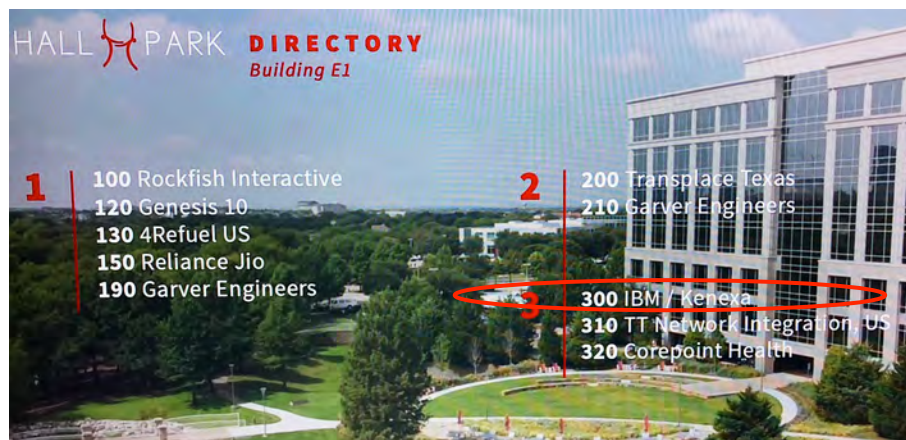 HALL PARK DIRECTORY
Building E1
1
100 Rockfish Interactive
120 Genesis 10
130 4Refuel US
150 Reliance Jio
190 Garver Engineers
2
200 Transplace Texas
210 Garver Engineers
3
300 IBM / Kenexa
310 TT Network Integration, US
320 Corepoint Health